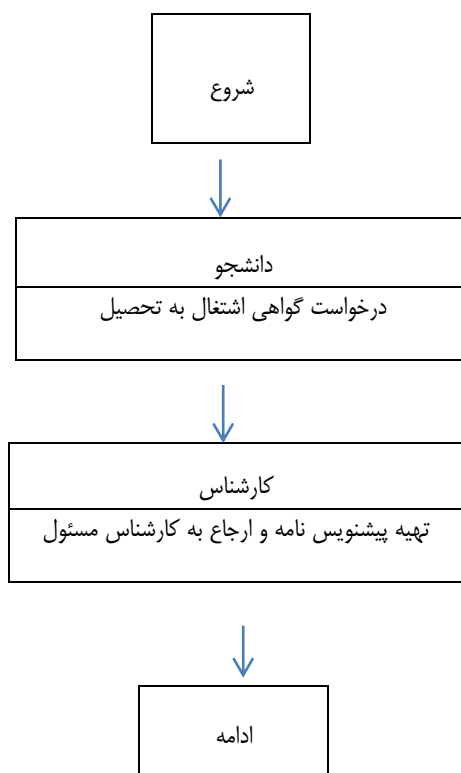 شروع
دانشجو
درخواست گواهی اشتغال به تحصیل
کارشناس
تهیه پیشنویس نامه و ارجاع به کارشناس مسئول
ادامه